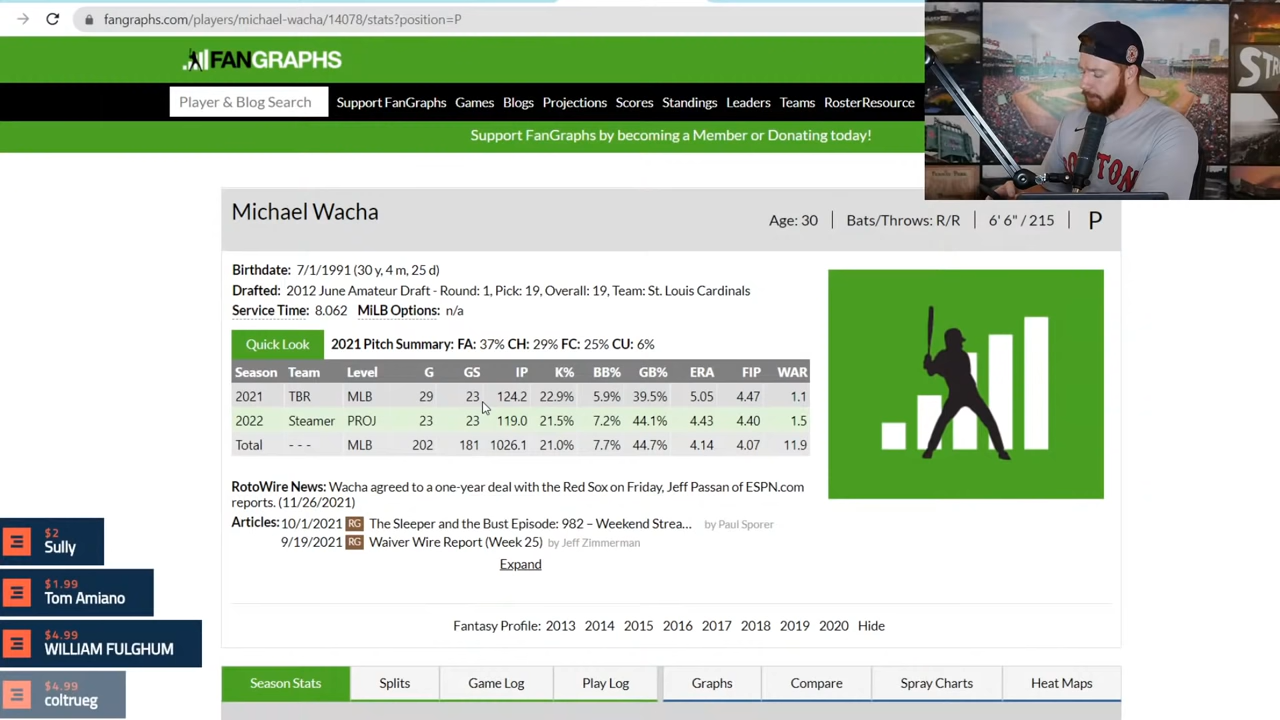 fangraphs.com/players/michael-wacha/14078/stats?position=P
FANGRAPHS
Player & Blog Search Support FanGraphs Games Blogs Projections Scores Standings Leaders Teams RosterResource
Support FanGraphs by becoming a Member or Donating today!
STR
BOSTON
Michael Wacha
Age: 30 Bats/Throws: R/R 6' 6" / 215 P
Birthdate: 7/1/1991 (30 y, 4 m, 25 d)
Drafted: 2012 June Amateur Draft - Round: 1, Pick: 19, Overall: 19, Team: St. Louis Cardinals
Service Time: 8.062 MiLB Options: n/a
Quick Look 2021 Pitch Summary: FA: 37% CH: 29% FC: 25% CU: 6%
Season Team Level G GS IP K% BB% GB% ERA FIP WAR
2021 TBR MLB 29 23 124.2 22.9% 5.9% 39.5% 5.05 4.47 1.1
2022 Steamer PROJ 23 23 119.0 21.5% 7.2% 44.1% 4.43 4.40 1.5
Total - - - MLB 202 181 1026.1 21.0% 7.7% 44.7% 4.14 4.07 11.9
RotoWire News: Wacha agreed to a one-year deal with the Red Sox on Friday, Jeff Passan of ESPN.com
reports. (11/26/2021)
Articles: 10/1/2021 RG The Sleeper and the Bust Episode: 982 – Weekend Strea... by Paul Sporer
9/19/2021 RG Waiver Wire Report (Week 25) by Jeff Zimmerman
Expand
Fantasy Profile: 2013 2014 2015 2016 2017 2018 2019 2020 Hide
Season Stats Splits Game Log Play Log Graphs Compare Spray Charts Heat Maps
$2
Sully
$1.99
Tom Amiano
$4.99
WILLIAM FULGHUM
$4.99
coltrueg